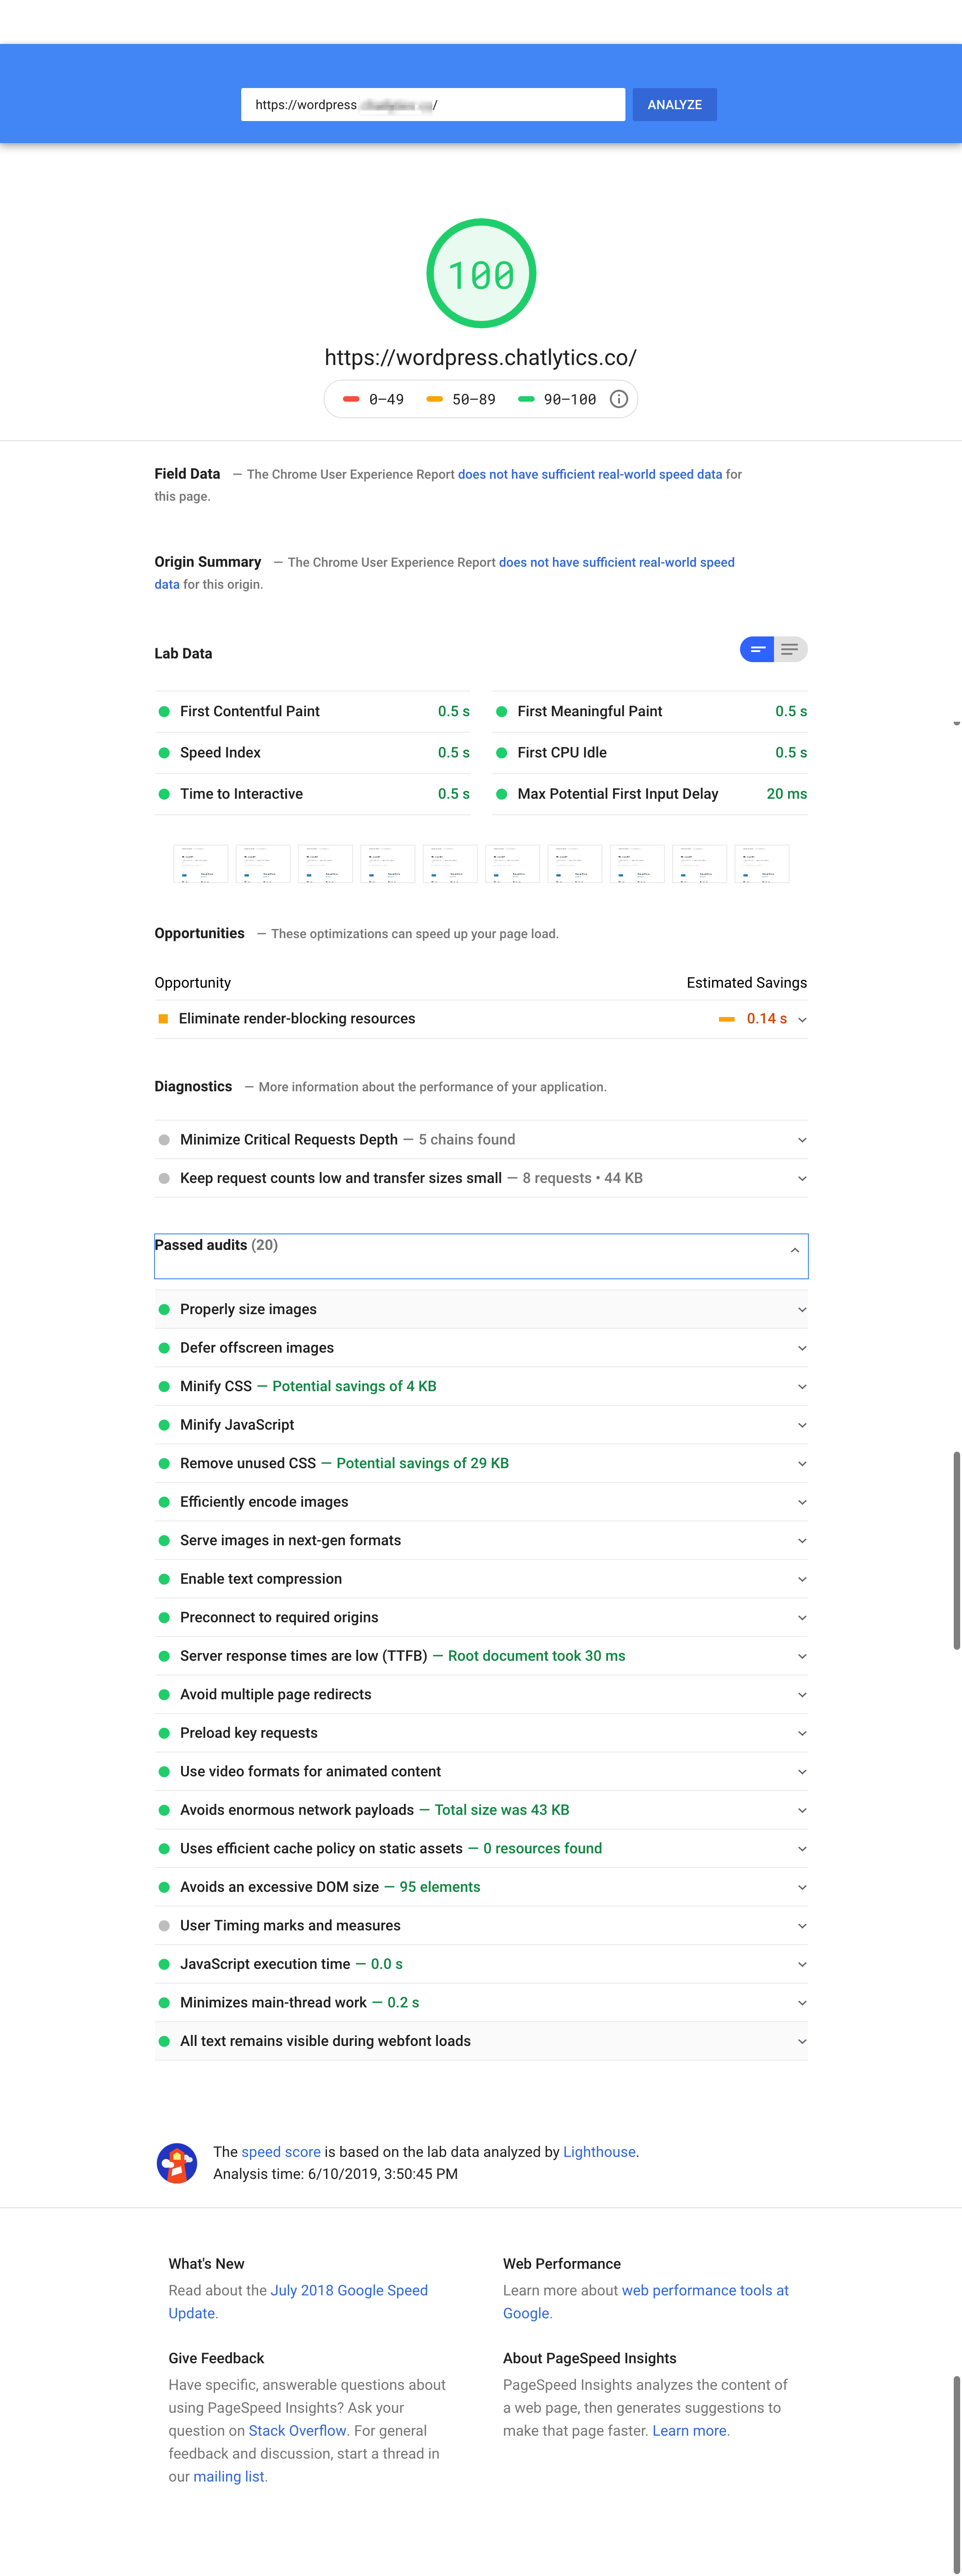 https://wordpress. /
ANALYZE
100
https://wordpress.chatlytics.co/
0–49 50–89 90–100
Field Data — The Chrome User Experience Report does not have sufficient real-world speed data for
this page.
Origin Summary — The Chrome User Experience Report does not have sufficient real-world speed
data for this origin.
Lab Data
First Contentful Paint 0.5 s
First Meaningful Paint 0.5 s
Speed Index 0.5 s
First CPU Idle 0.5 s
Time to Interactive 0.5 s
Max Potential First Input Delay 20 ms
Opportunities — These optimizations can speed up your page load.
Opportunity Estimated Savings
Eliminate render-blocking resources 0.14 s
Diagnostics — More information about the performance of your application.
Minimize Critical Requests Depth — 5 chains found
Keep request counts low and transfer sizes small — 8 requests • 44 KB
Passed audits (20)
Properly size images
Defer offscreen images
Minify CSS — Potential savings of 4 KB
Minify JavaScript
Remove unused CSS — Potential savings of 29 KB
Efficiently encode images
Serve images in next-gen formats
Enable text compression
Preconnect to required origins
Server response times are low (TTFB) — Root document took 30 ms
Avoid multiple page redirects
Preload key requests
Use video formats for animated content
Avoids enormous network payloads — Total size was 43 KB
Uses efficient cache policy on static assets — 0 resources found
Avoids an excessive DOM size — 95 elements
User Timing marks and measures
JavaScript execution time — 0.0 s
Minimizes main-thread work — 0.2 s
All text remains visible during webfont loads
The speed score is based on the lab data analyzed by Lighthouse.
Analysis time: 6/10/2019, 3:50:45 PM
What's New
Read about the July 2018 Google Speed
Update.
Web Performance
Learn more about web performance tools at
Google.
Give Feedback
Have specific, answerable questions about
using PageSpeed Insights? Ask your
question on Stack Overflow. For general
feedback and discussion, start a thread in
our mailing list.
About PageSpeed Insights
PageSpeed Insights analyzes the content of
a web page, then generates suggestions to
make that page faster. Learn more.